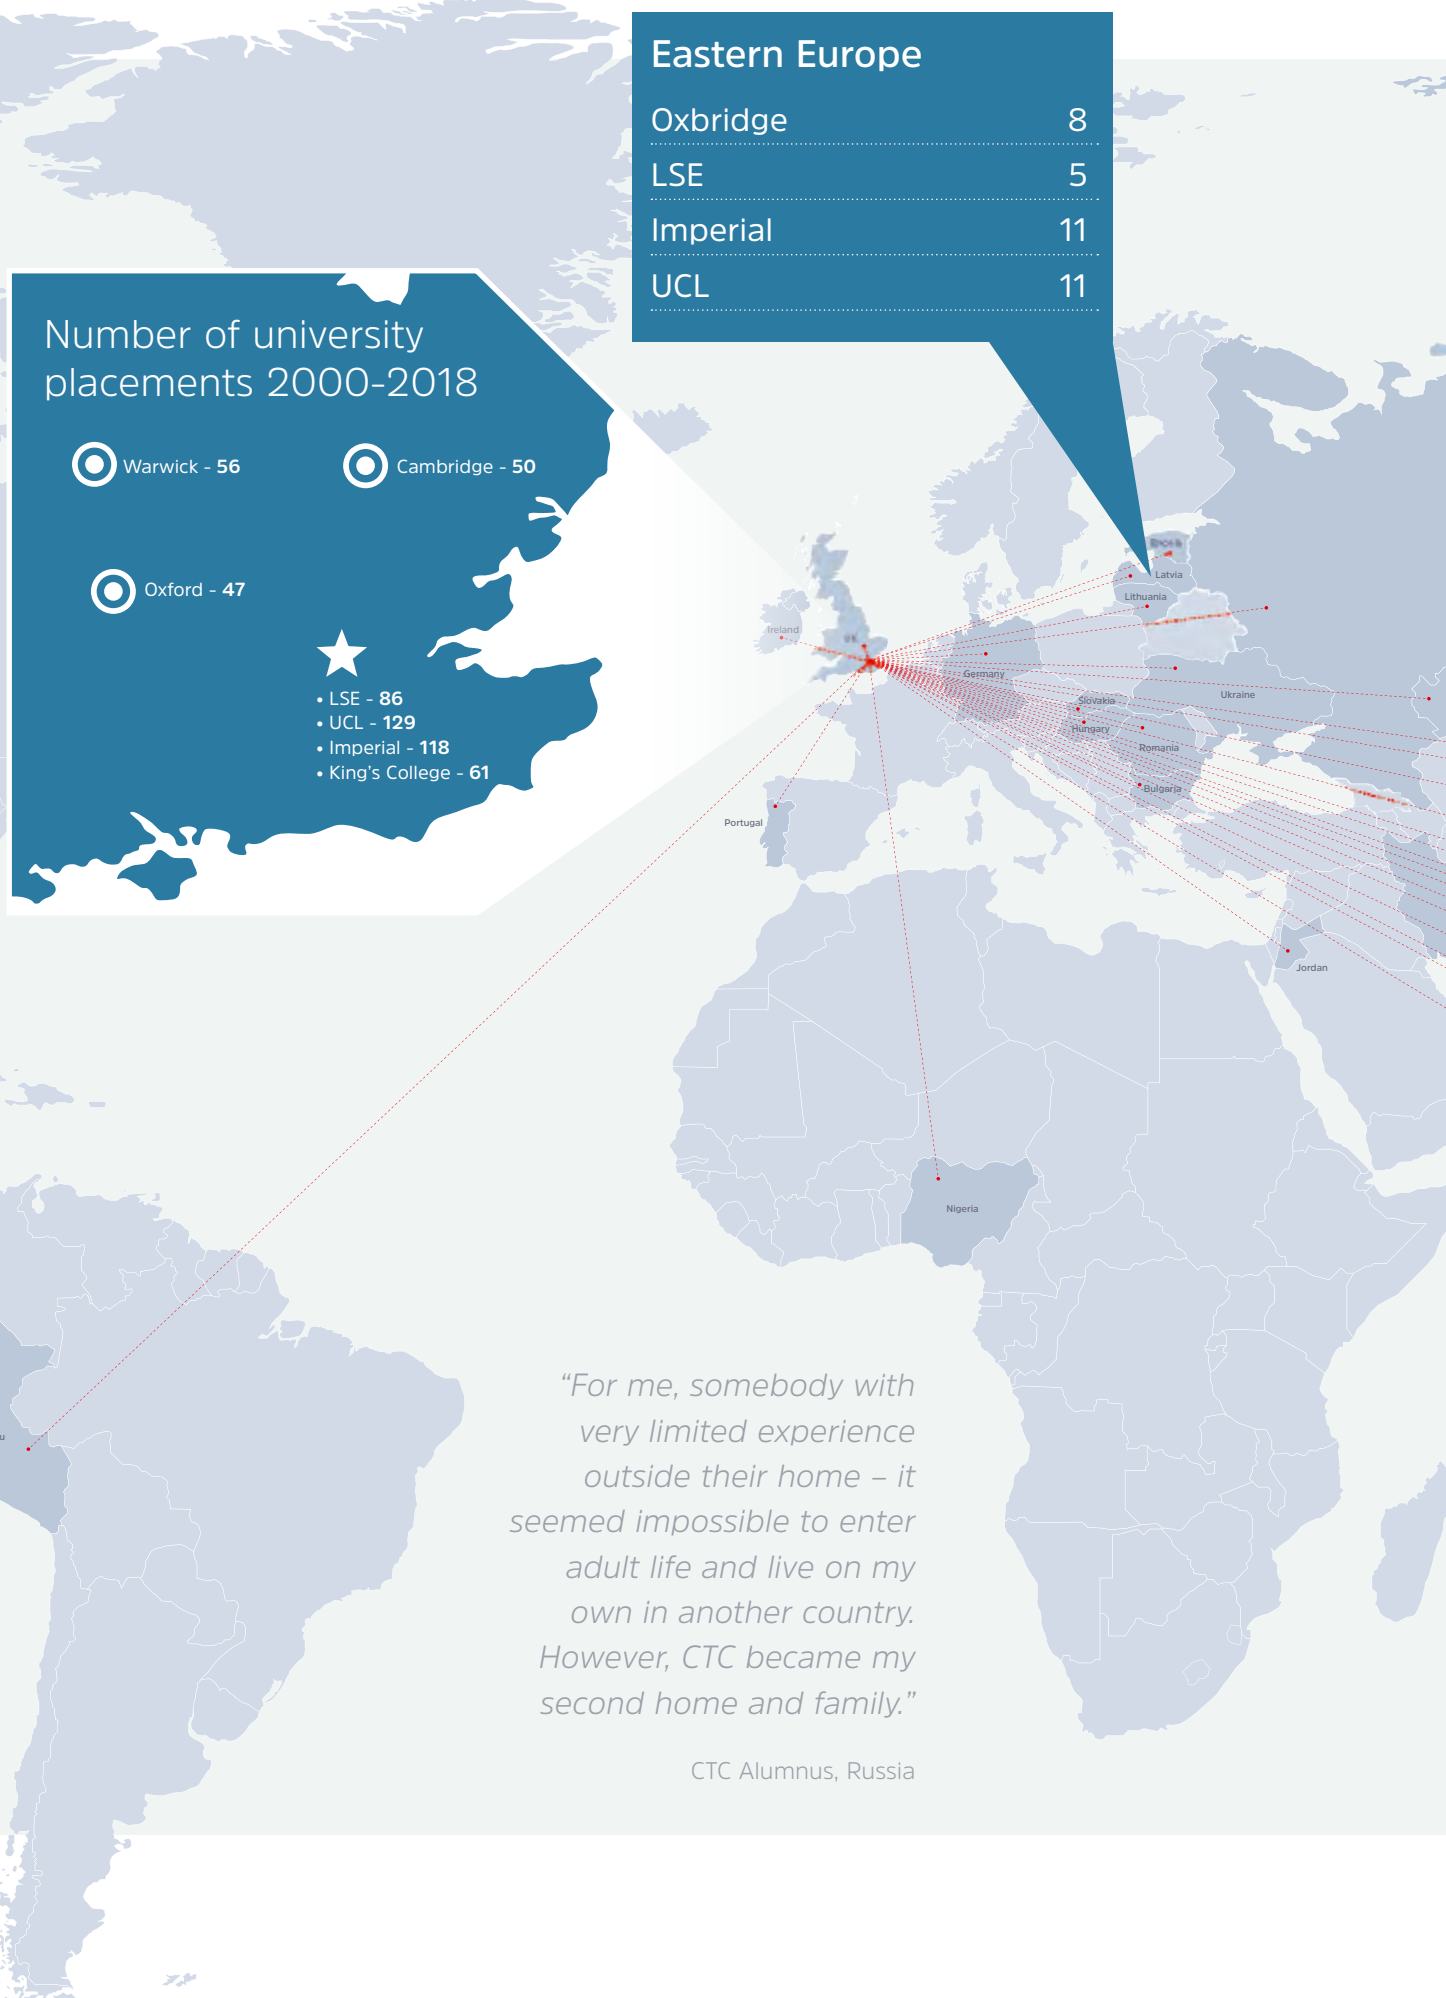 Eastern Europe
Oxbridge 8
LSE 5
Imperial 11
UCL 11
Number of university
placements 2000-2018
Warwick - 56
Cambridge - 50
Oxford - 47
• LSE - 86
• UCL - 129
• Imperial - 118
• King's College - 61
Latvia
Lithuania
Ireland
UK
Germany
Ukraine
Slovakia
Hungary
Romania
Bulgaria
Portugal
Jordan
Nigeria
u
“For me, somebody with
very limited experience
outside their home – it
seemed impossible to enter
adult life and live on my
own in another country.
However, CTC became my
second home and family.”
CTC Alumnus, Russia